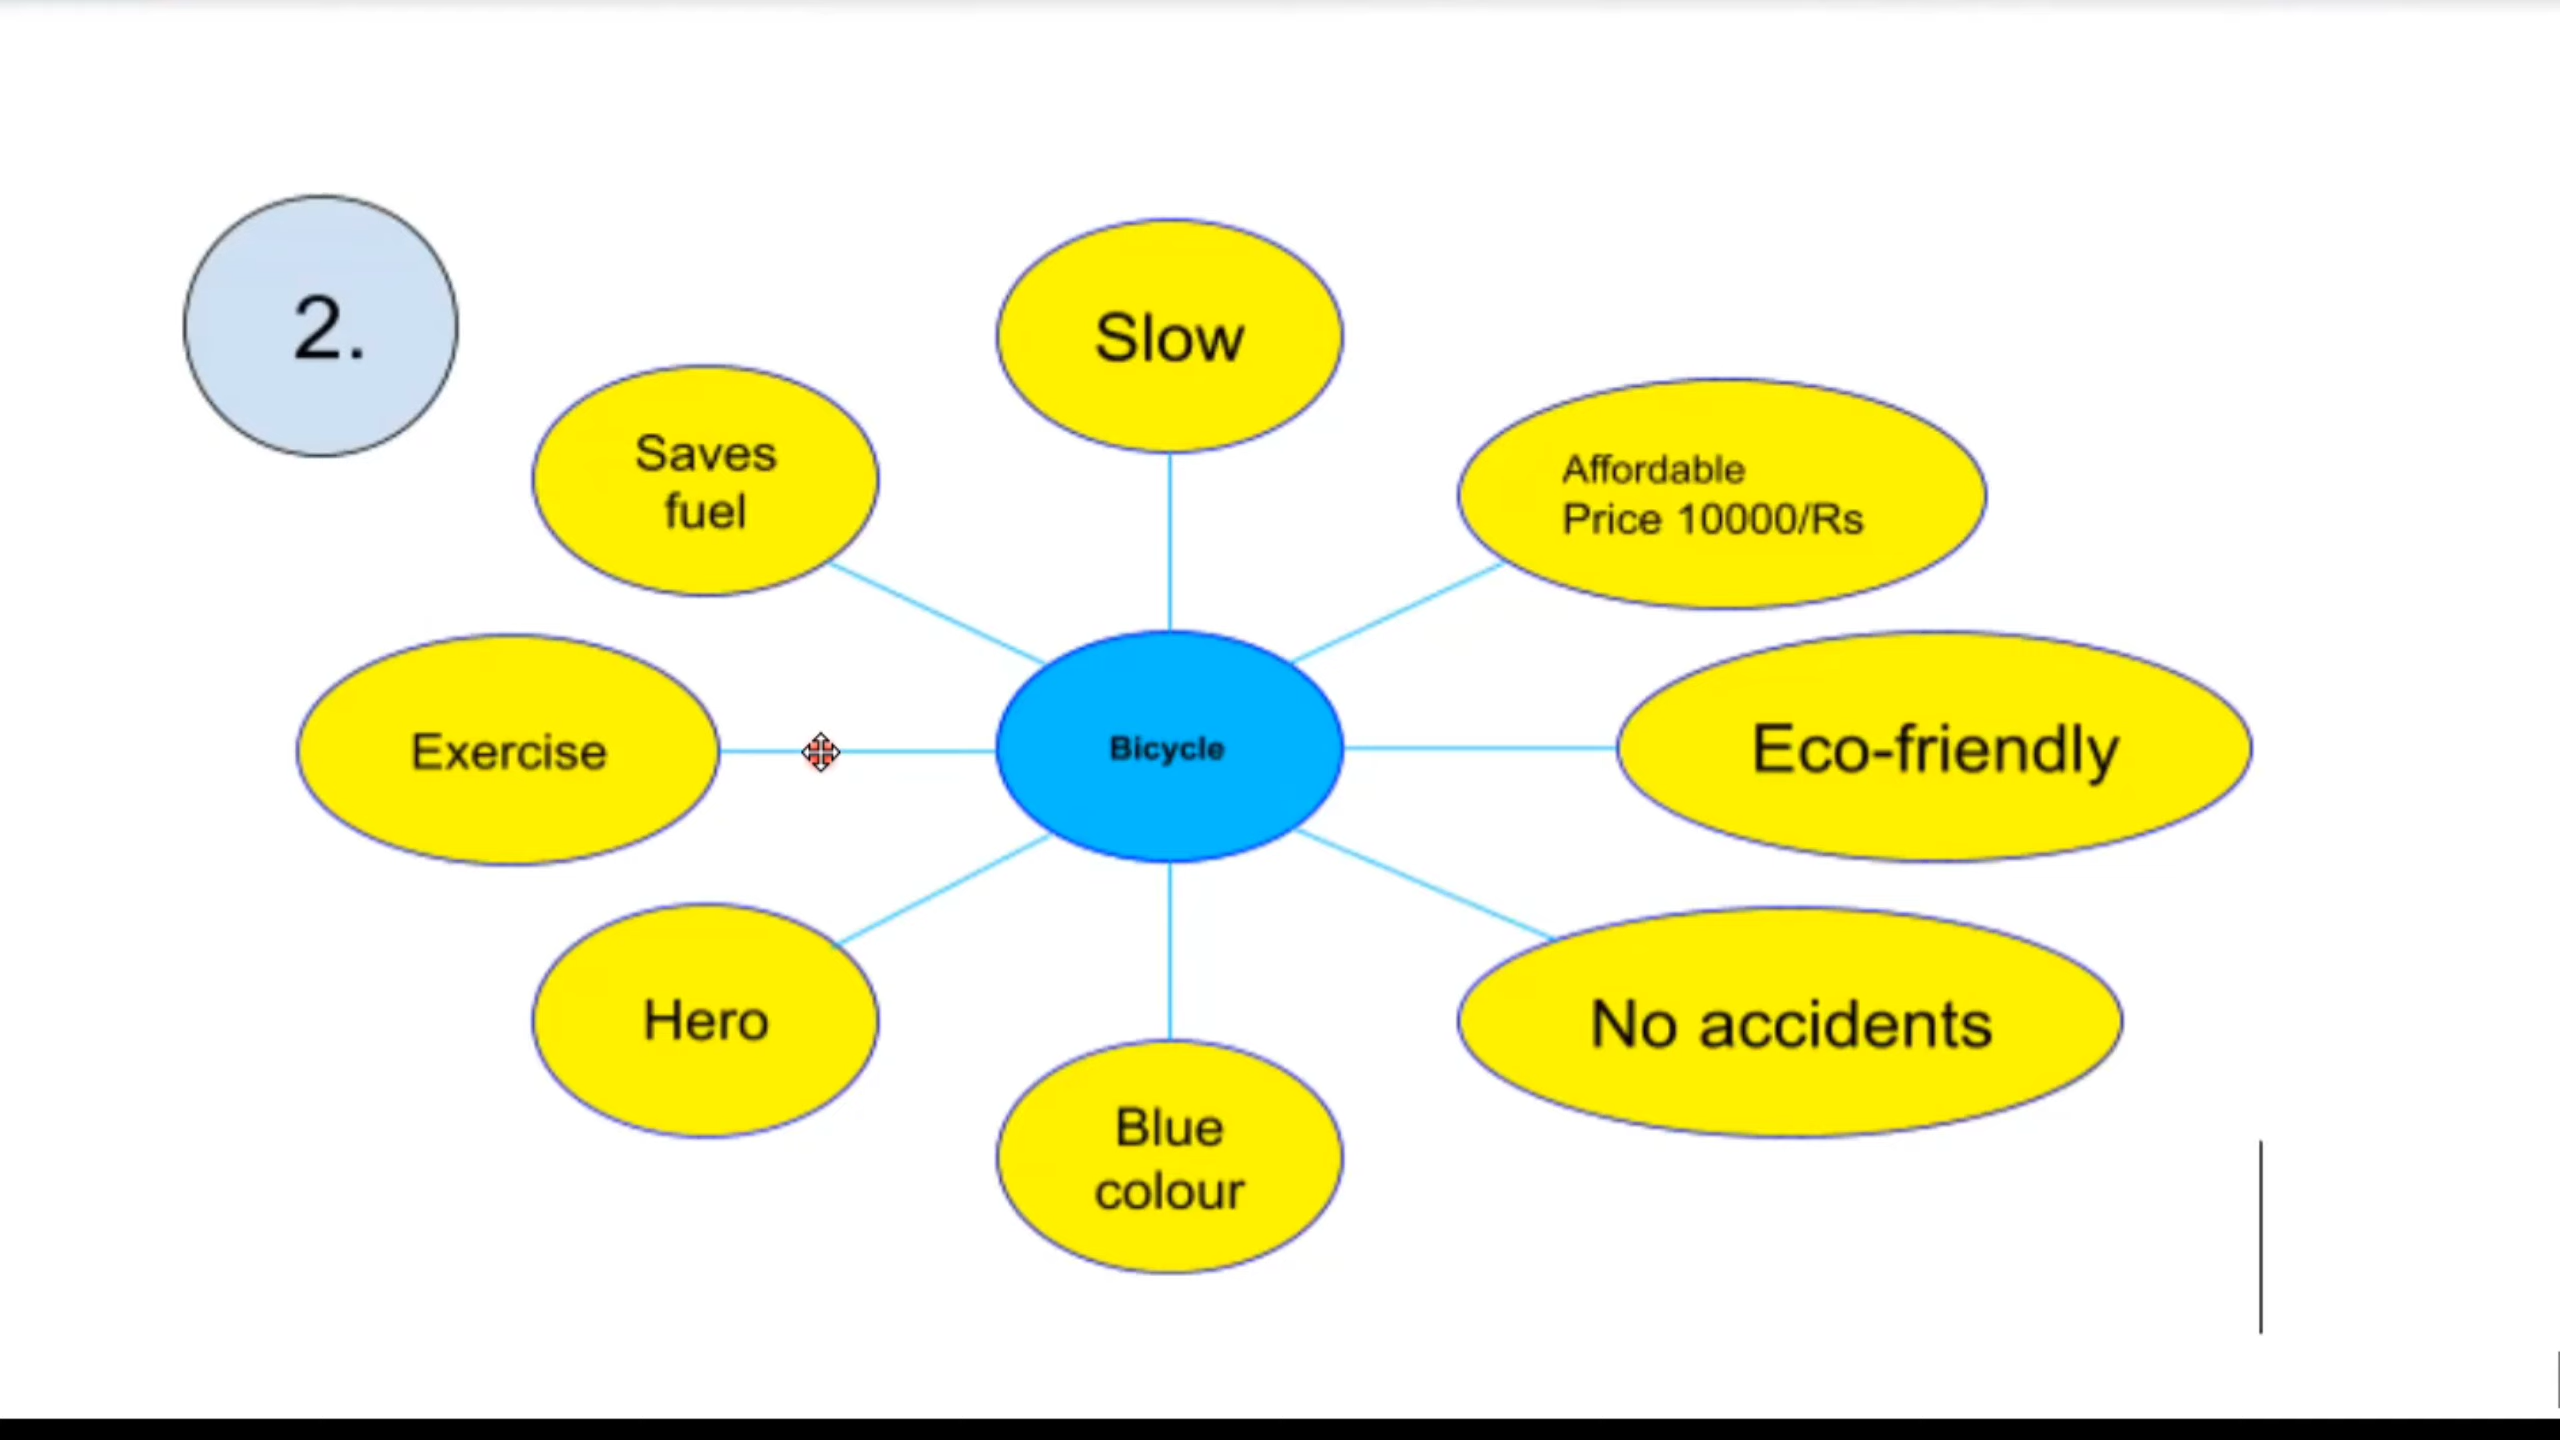 2.
Slow
Saves
fuel
Affordable
Price 10000/Rs
Exercise
Bicycle
Eco-friendly
Hero
No accidents
Blue
colour